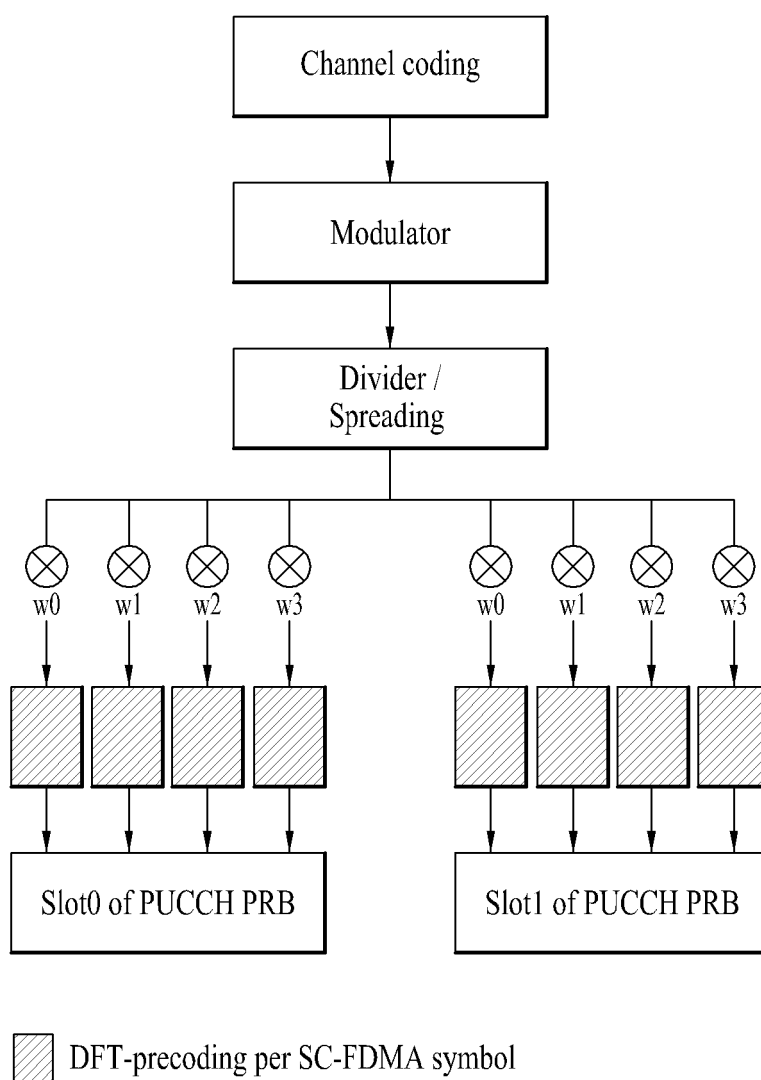 Channel coding
Modulator
Divider /
Spreading
w0 w1 w2 w3 w0 w1 w2 w3
Slot0 of PUCCH PRB Slot1 of PUCCH PRB
DFT-precoding per SC-FDMA symbol